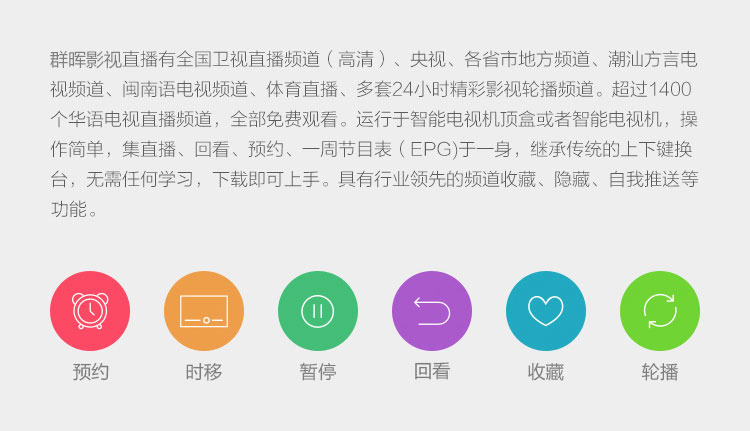 群晖影视直播有全国卫视直播频道（高清）、央视、各省市地方频道、潮汕方言电
视频道、闽南语电视频道、体育直播、多套24小时精彩影视轮播频道。超过1400
个华语电视直播频道，全部免费观看。运行于智能电视机顶盒或者智能电视机，操
作简单，集直播、回看、预约、一周节目表（EPG)于一身，继承传统的上下键换
台，无需任何学习，下载即可上手。具有行业领先的频道收藏、隐藏、自我推送等
功能。
预约 时移 暂停 回看 收藏 轮播